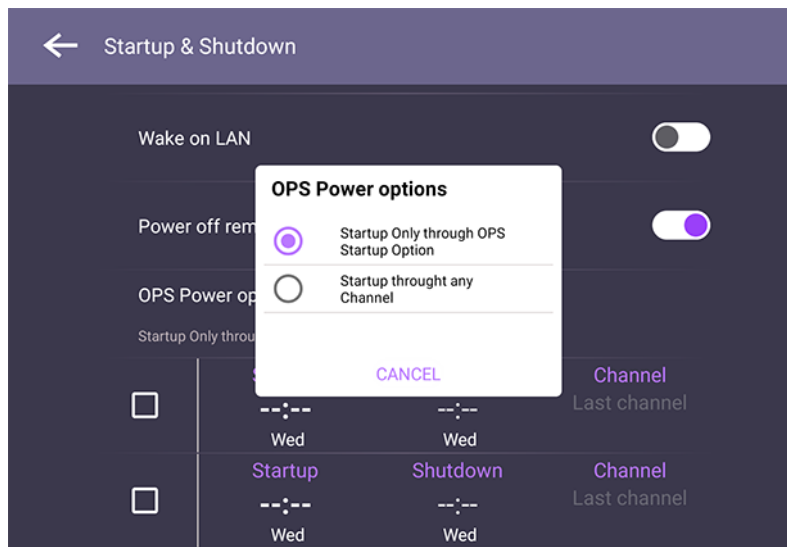 Startup & Shutdown
Wake on LAN
OPS Power options
Startup Only through OPS
Startup Option
Power off rem
Startup throught any
Channel
OPS Power op
Startup Only throu
CANCEL
Channel
--:--
--:--
Last channel
Wed
Wed
Startup
Shutdown
Channel
--:--
--:--
Last channel
Wed
Wed